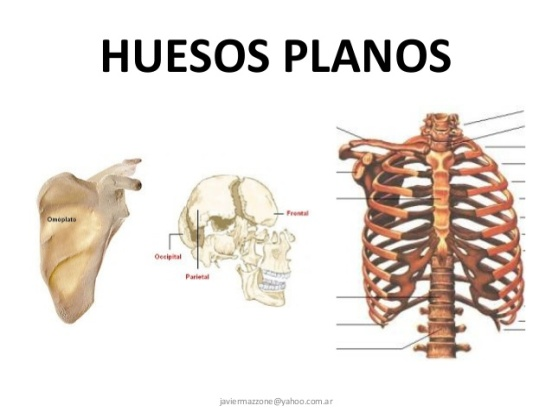 HUESOS PLANOS
Omóplato
Frontal
Occipital
Parietal
javiermazzone@yahoo.com.ar